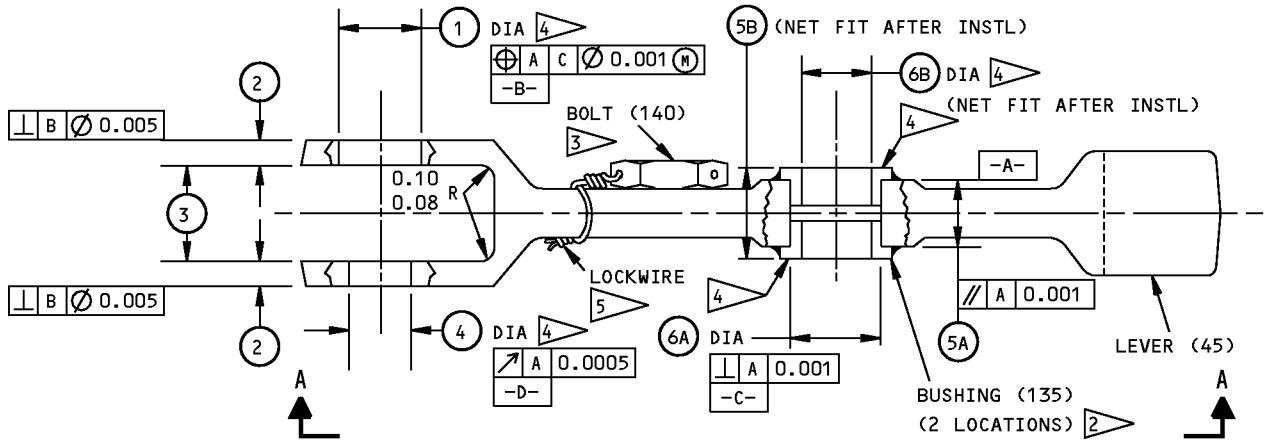 1 DIA 4
⌖ A C Ø 0.001 Ⓜ
-B-
5B (NET FIT AFTER INSTL)
6B DIA 4
4 (NET FIT AFTER INSTL)
2
⊥ B Ø 0.005
BOLT (140)
3
-A-
0.10
0.08 R
3
LOCKWIRE
5
4
// A 0.001
⊥ B Ø 0.005
2
4 DIA 4
↗ A 0.0005
-D-
6A DIA
⊥ A 0.001
-C-
5A
LEVER (45)
BUSHING (135)
(2 LOCATIONS) 2
A
A